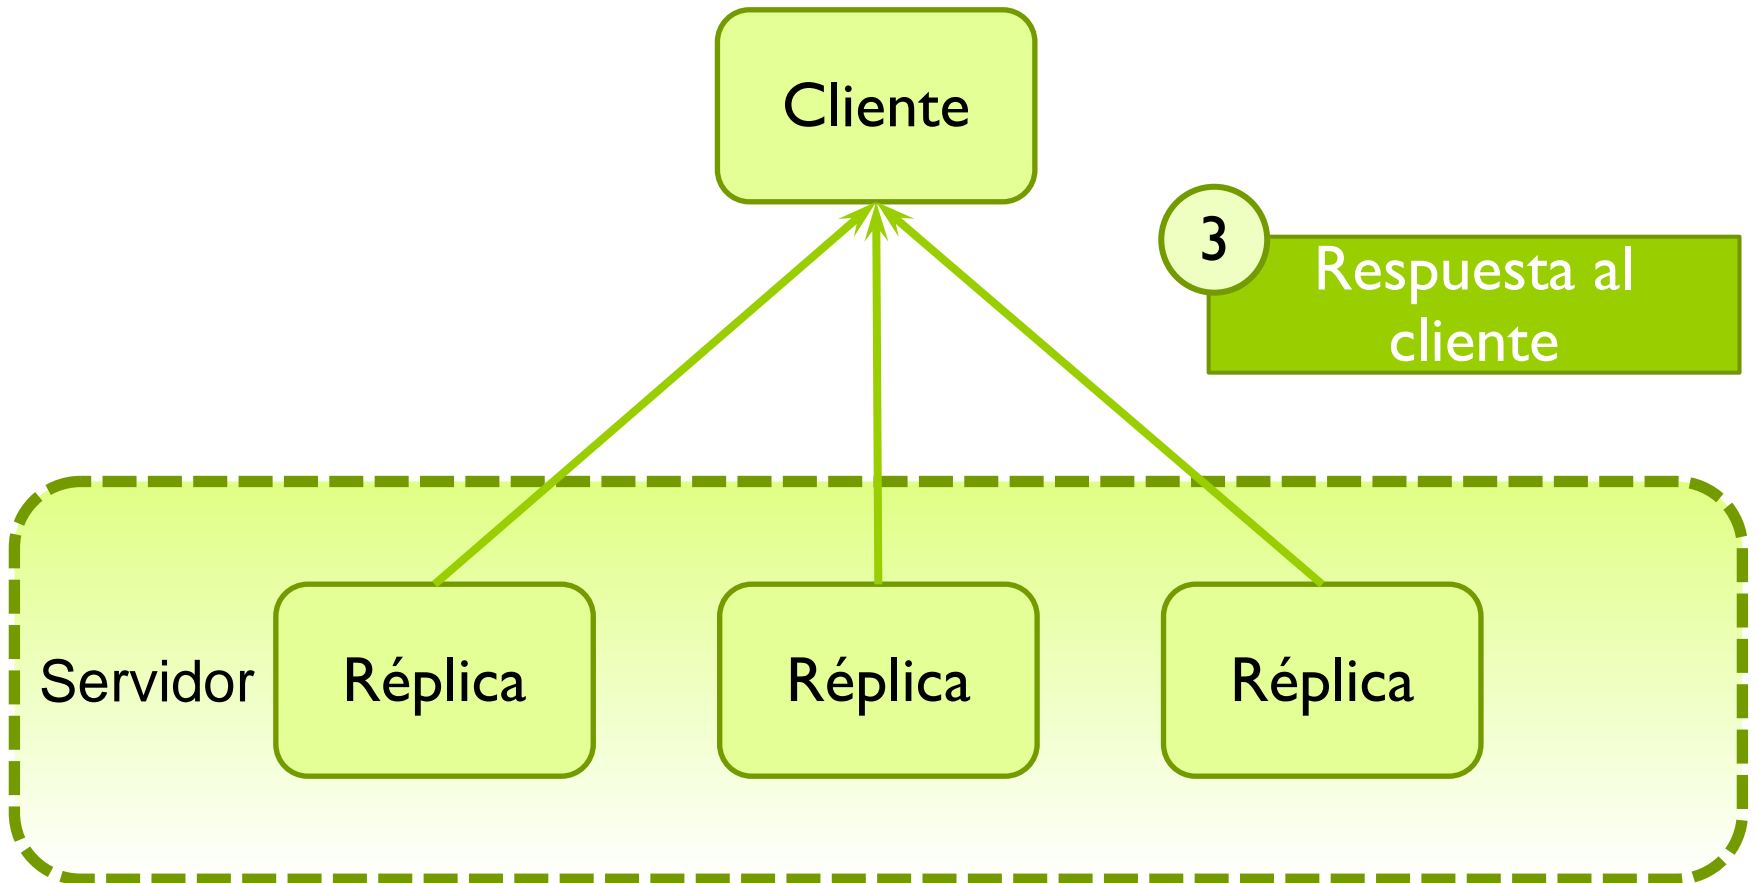 Cliente
3
Respuesta al
cliente
Servidor
Réplica
Réplica
Réplica